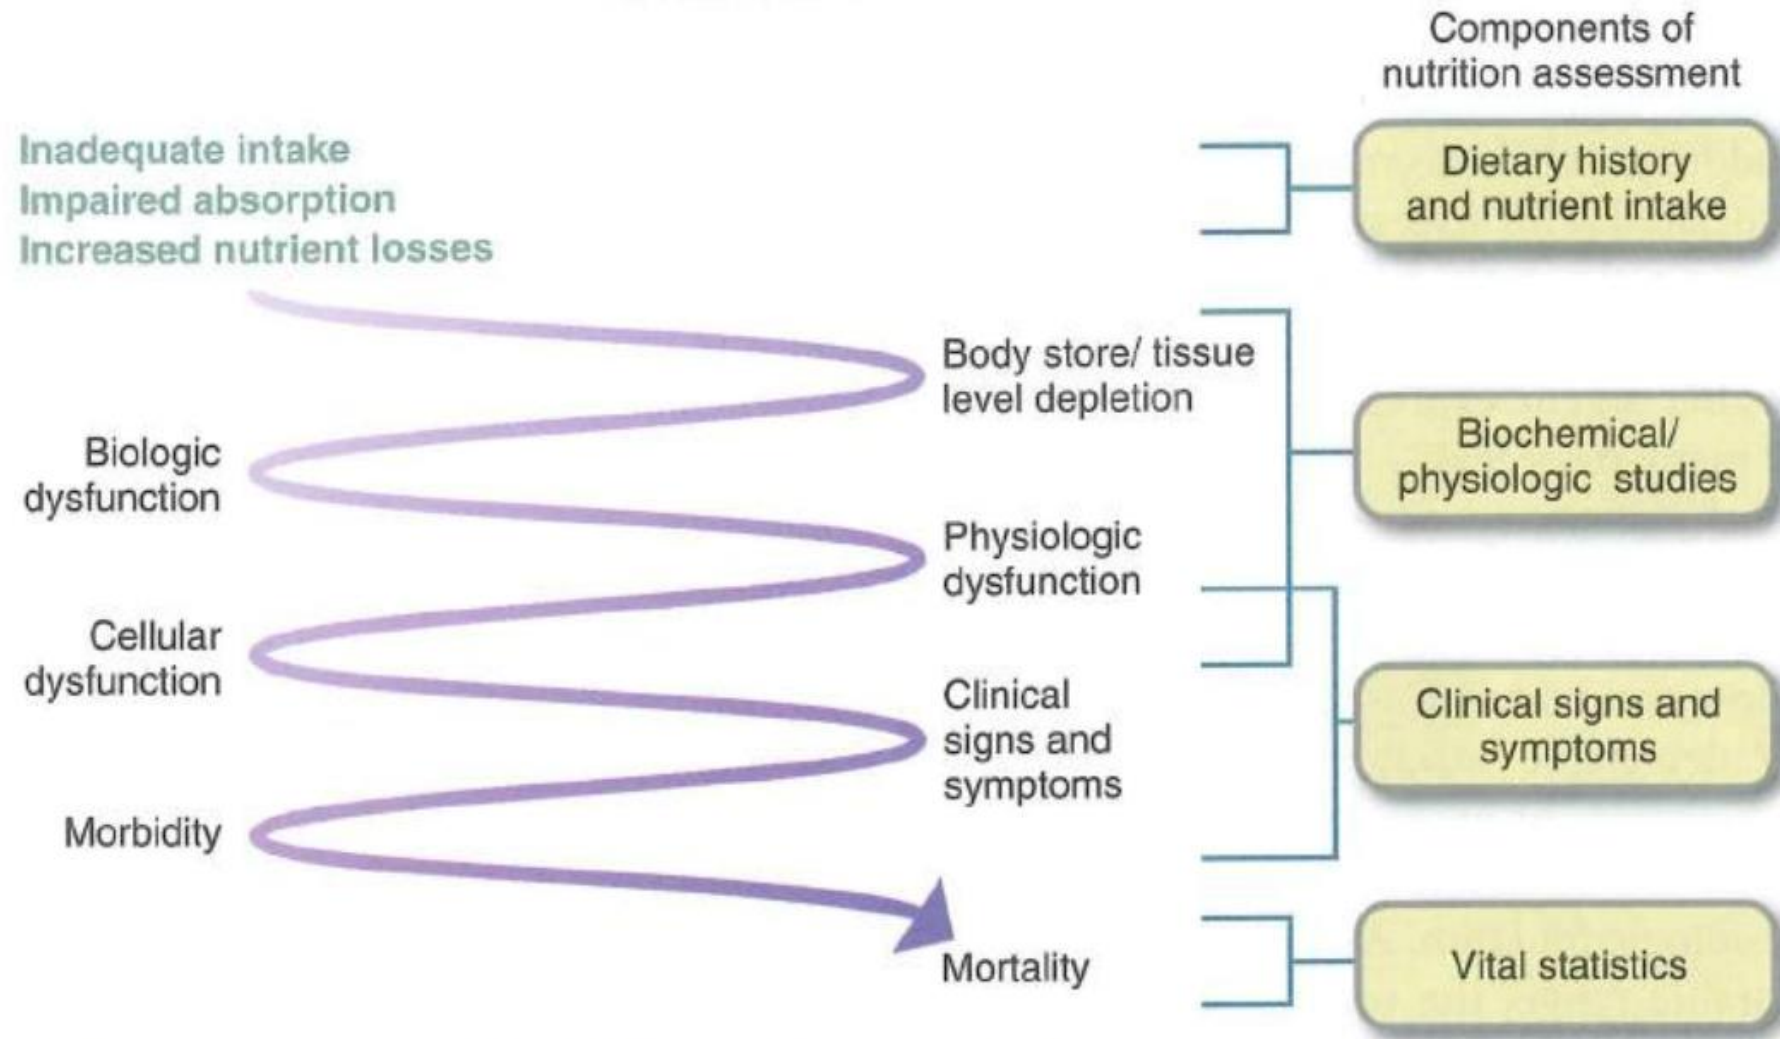 Components of
nutrition assessment
Inadequate intake
Impaired absorption
Increased nutrient losses
Dietary history
and nutrient intake
Body store/ tissue
level depletion
Biologic
dysfunction
Biochemical/
physiologic studies
Physiologic
dysfunction
Cellular
dysfunction
Clinical
signs and
symptoms
Clinical signs and
symptoms
Morbidity
Mortality
Vital statistics